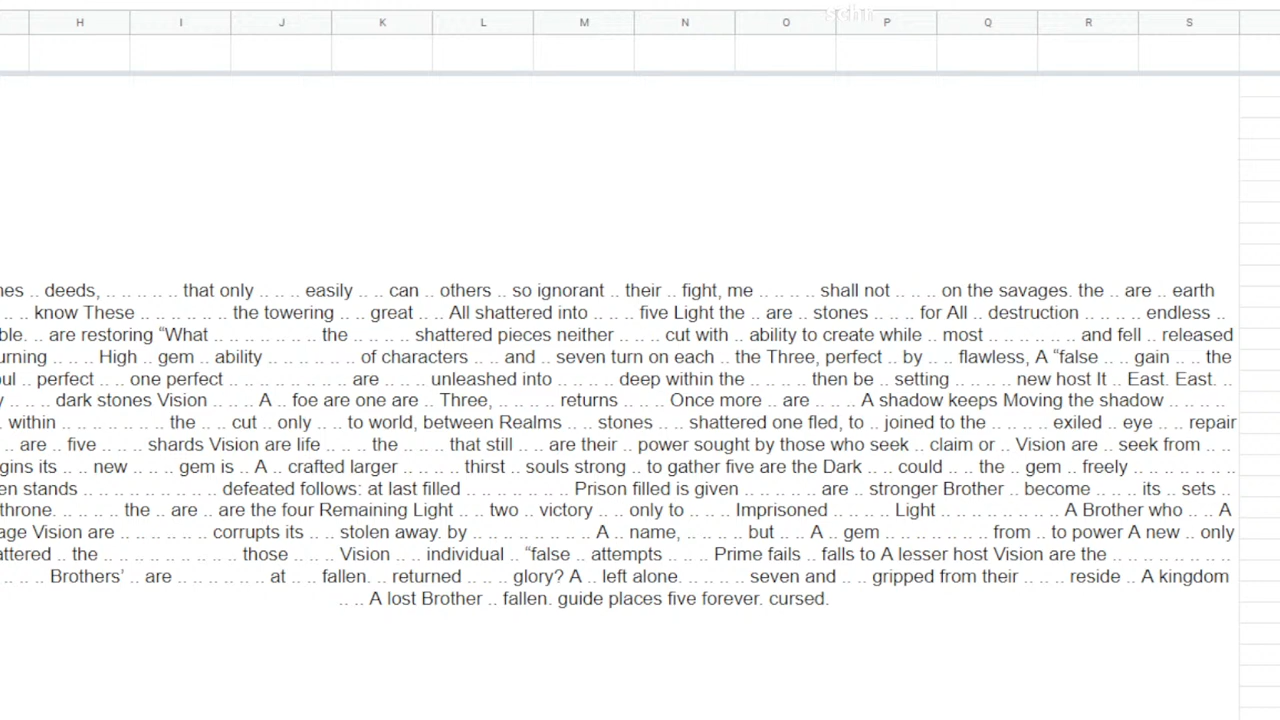 H I J K L M N O P Q R S
schr
nes .. deeds, .. .. .. .. .. that only .. .. .. easily .. .. can .. others .. so ignorant .. their .. fight, me .. .. .. .. shall not .. .. .. on the savages. the .. are .. earth
.. .. know These .. .. .. .. .. .. the towering .. .. great .. .. All shattered into .. .. .. five Light the .. are .. stones .. .. .. for All .. destruction .. .. .. endless ..
ble. .. are restoring “What .. .. .. .. .. .. .. the .. .. .. .. shattered pieces neither .. .. .. cut with .. ability to create while .. most .. .. .. .. .. .. and fell .. released
urning .. .. .. High .. gem .. ability .. .. .. .. .. .. of characters .. .. and .. seven turn on each .. the Three, perfect .. by .. .. flawless, A “false .. .. gain .. .. the
ul .. perfect .. .. one perfect .. .. .. .. .. .. .. are .. .. .. unleashed into .. .. .. .. deep within the .. .. .. .. then be .. setting .. .. .. .. new host It .. East. East. ..
y .. .. .. dark stones Vision .. .. .. A .. foe are one are .. Three, .. .. .. returns .. .. .. Once more .. are .. .. .. A shadow keeps Moving the shadow .. .. .. ..
. within .. .. .. .. .. .. .. the .. .. cut .. only .. .. to world, between Realms .. .. stones .. .. shattered one fled, to .. joined to the .. .. .. .. exiled .. eye .. repair
.. are .. five .. .. .. shards Vision are life .. .. .. the .. .. .. that still .. .. are their .. power sought by those who seek .. claim or .. Vision are .. seek from .. ..
gins its .. .. new .. .. .. gem is .. A .. crafted larger .. .. .. .. thirst .. souls strong .. to gather five are the Dark .. .. could .. .. the .. gem .. freely .. .. .. .. .. .. ..
en stands .. .. .. .. .. .. .. .. .. defeated follows: at last filled .. .. .. .. .. .. .. Prison filled is given .. .. .. .. .. are .. stronger Brother .. become .. .. .. its .. sets ..
throne. .. .. .. the .. are .. are the four Remaining Light .. .. two .. victory .. .. only to .. .. .. Imprisoned .. .. .. Light .. .. .. .. .. .. .. A Brother who .. A
age Vision are .. .. .. .. .. .. corrupts its .. .. stolen away. by .. .. .. .. .. .. .. .. A .. name, .. .. .. .. but .. .. A .. gem .. .. .. .. .. .. .. from .. to power A new .. only
attered .. the .. .. .. .. .. .. .. .. .. those .. .. .. Vision .. .. individual .. “false .. attempts .. .. .. Prime fails .. falls to A lesser host Vision are the .. .. .. .. .. .. ..
.. .. .. Brothers’ .. are .. .. .. .. .. .. at .. .. fallen. .. returned .. .. .. glory? A .. left alone. .. .. .. .. seven and .. .. gripped from their .. .. .. reside .. A kingdom
.. .. A lost Brother .. fallen. guide places five forever. cursed.